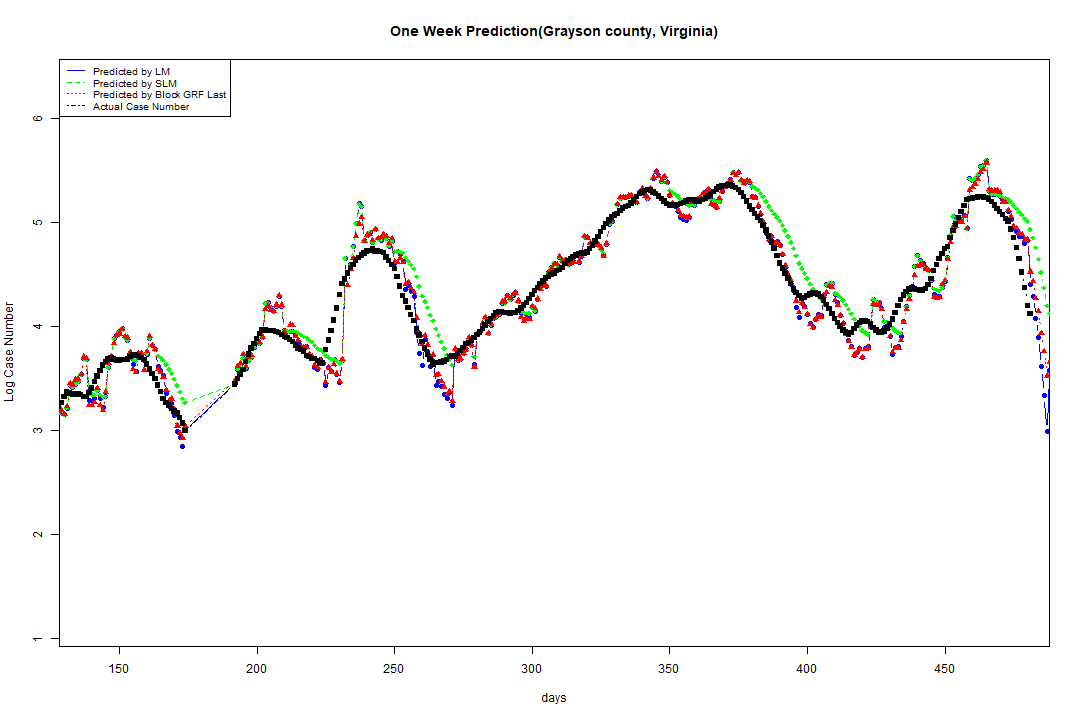 One Week Prediction(Grayson county, Virginia)
Predicted by LM
Predicted by SLM
Predicted by Block GRF Last
Actual Case Number
Log Case Number
6
5
4
3
2
1
150 200 250 300 350 400 450
days